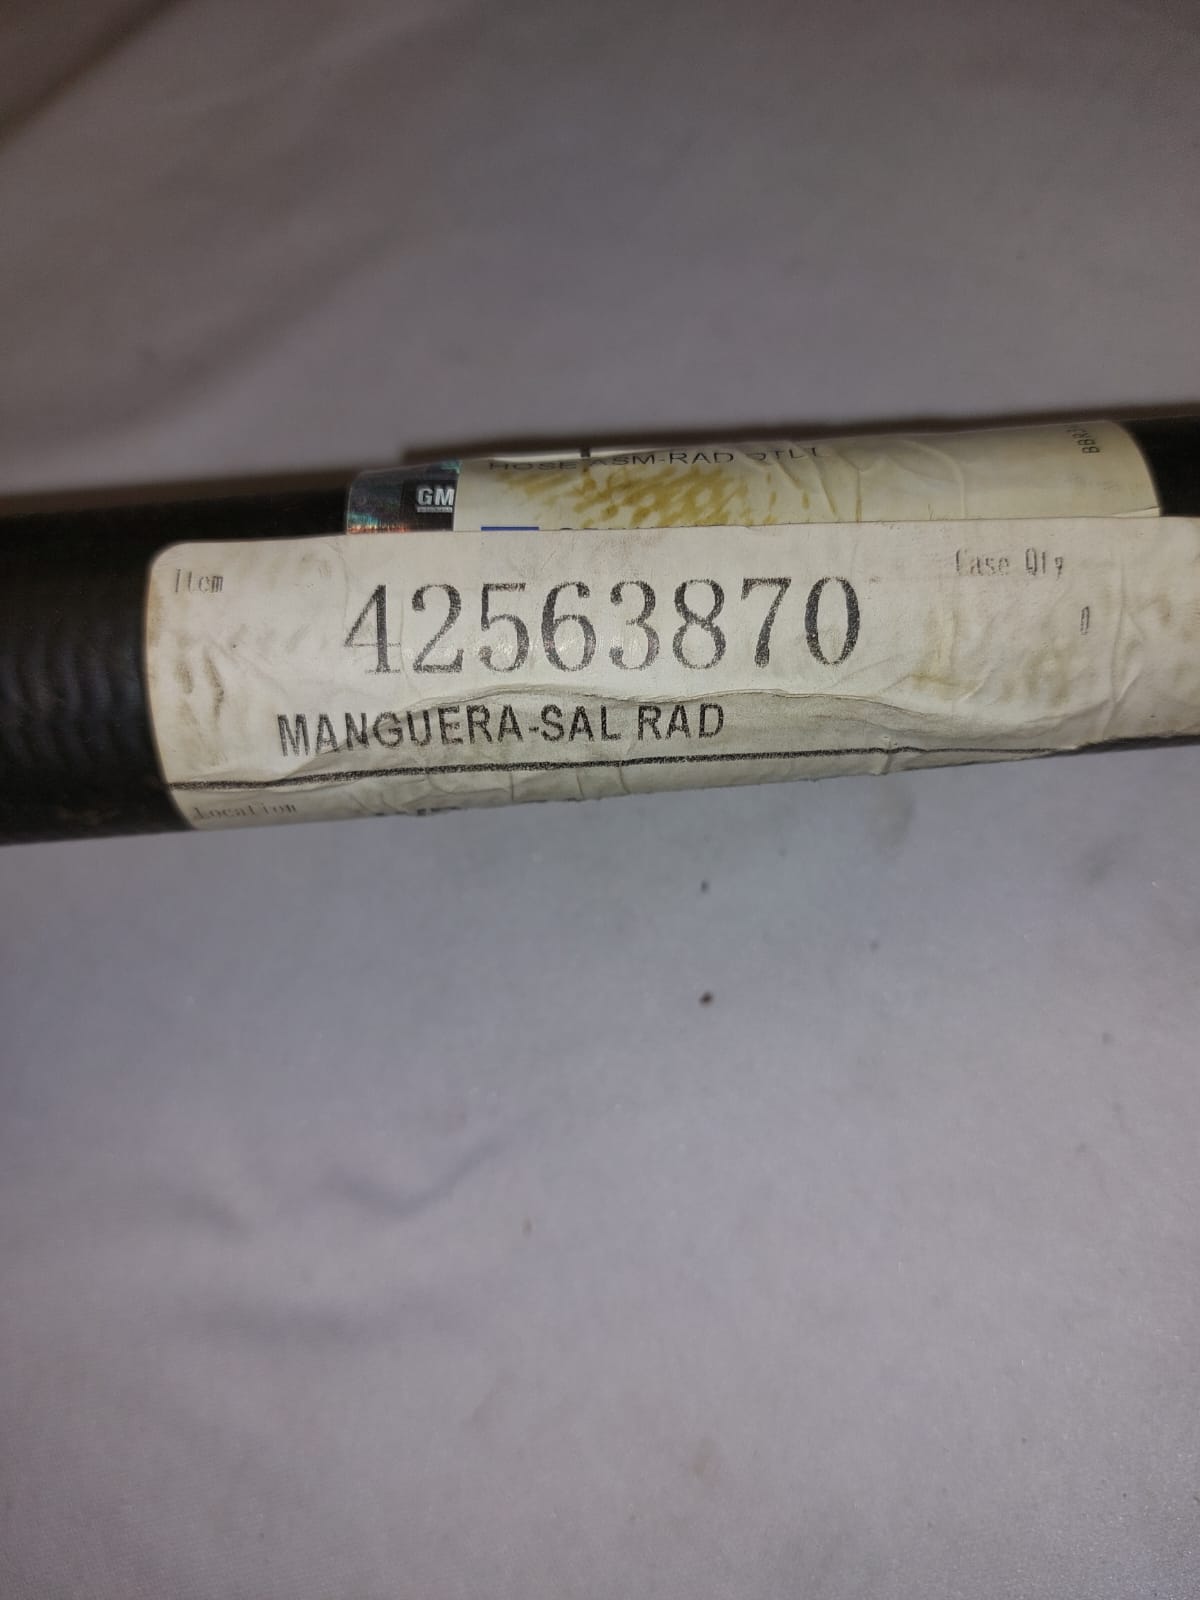 HOSE ASM-RAD OTLT
GM
Item
Case Qty
42563870
0
MANGUERA-SAL RAD
Location